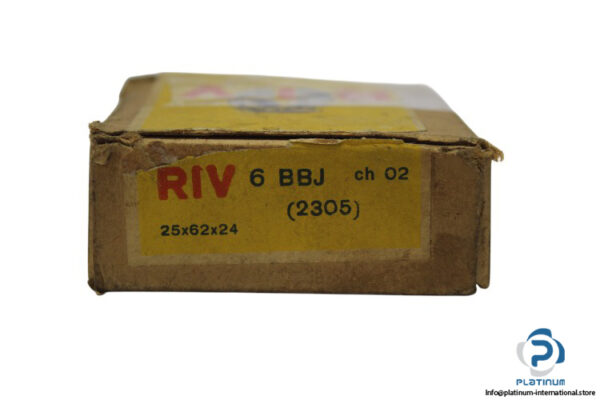 RIV 6 BBJ ch 02
(2305)
25x62x24
PLATINUM
Info@platinum-international.store